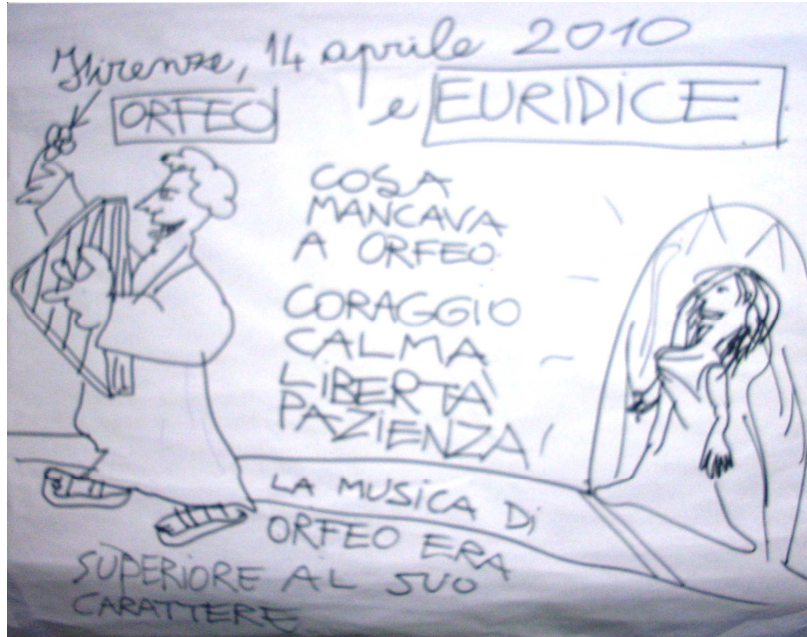 Firenze, 14 aprile 2010
ORFEO e EURIDICE
COSA
MANCAVA
A ORFEO
CORAGGIO
CALMA
LIBERTÀ
PAZIENZA
LA MUSICA Di
ORFEO ERA
SUPERIORE AL SUO
CARATTERE